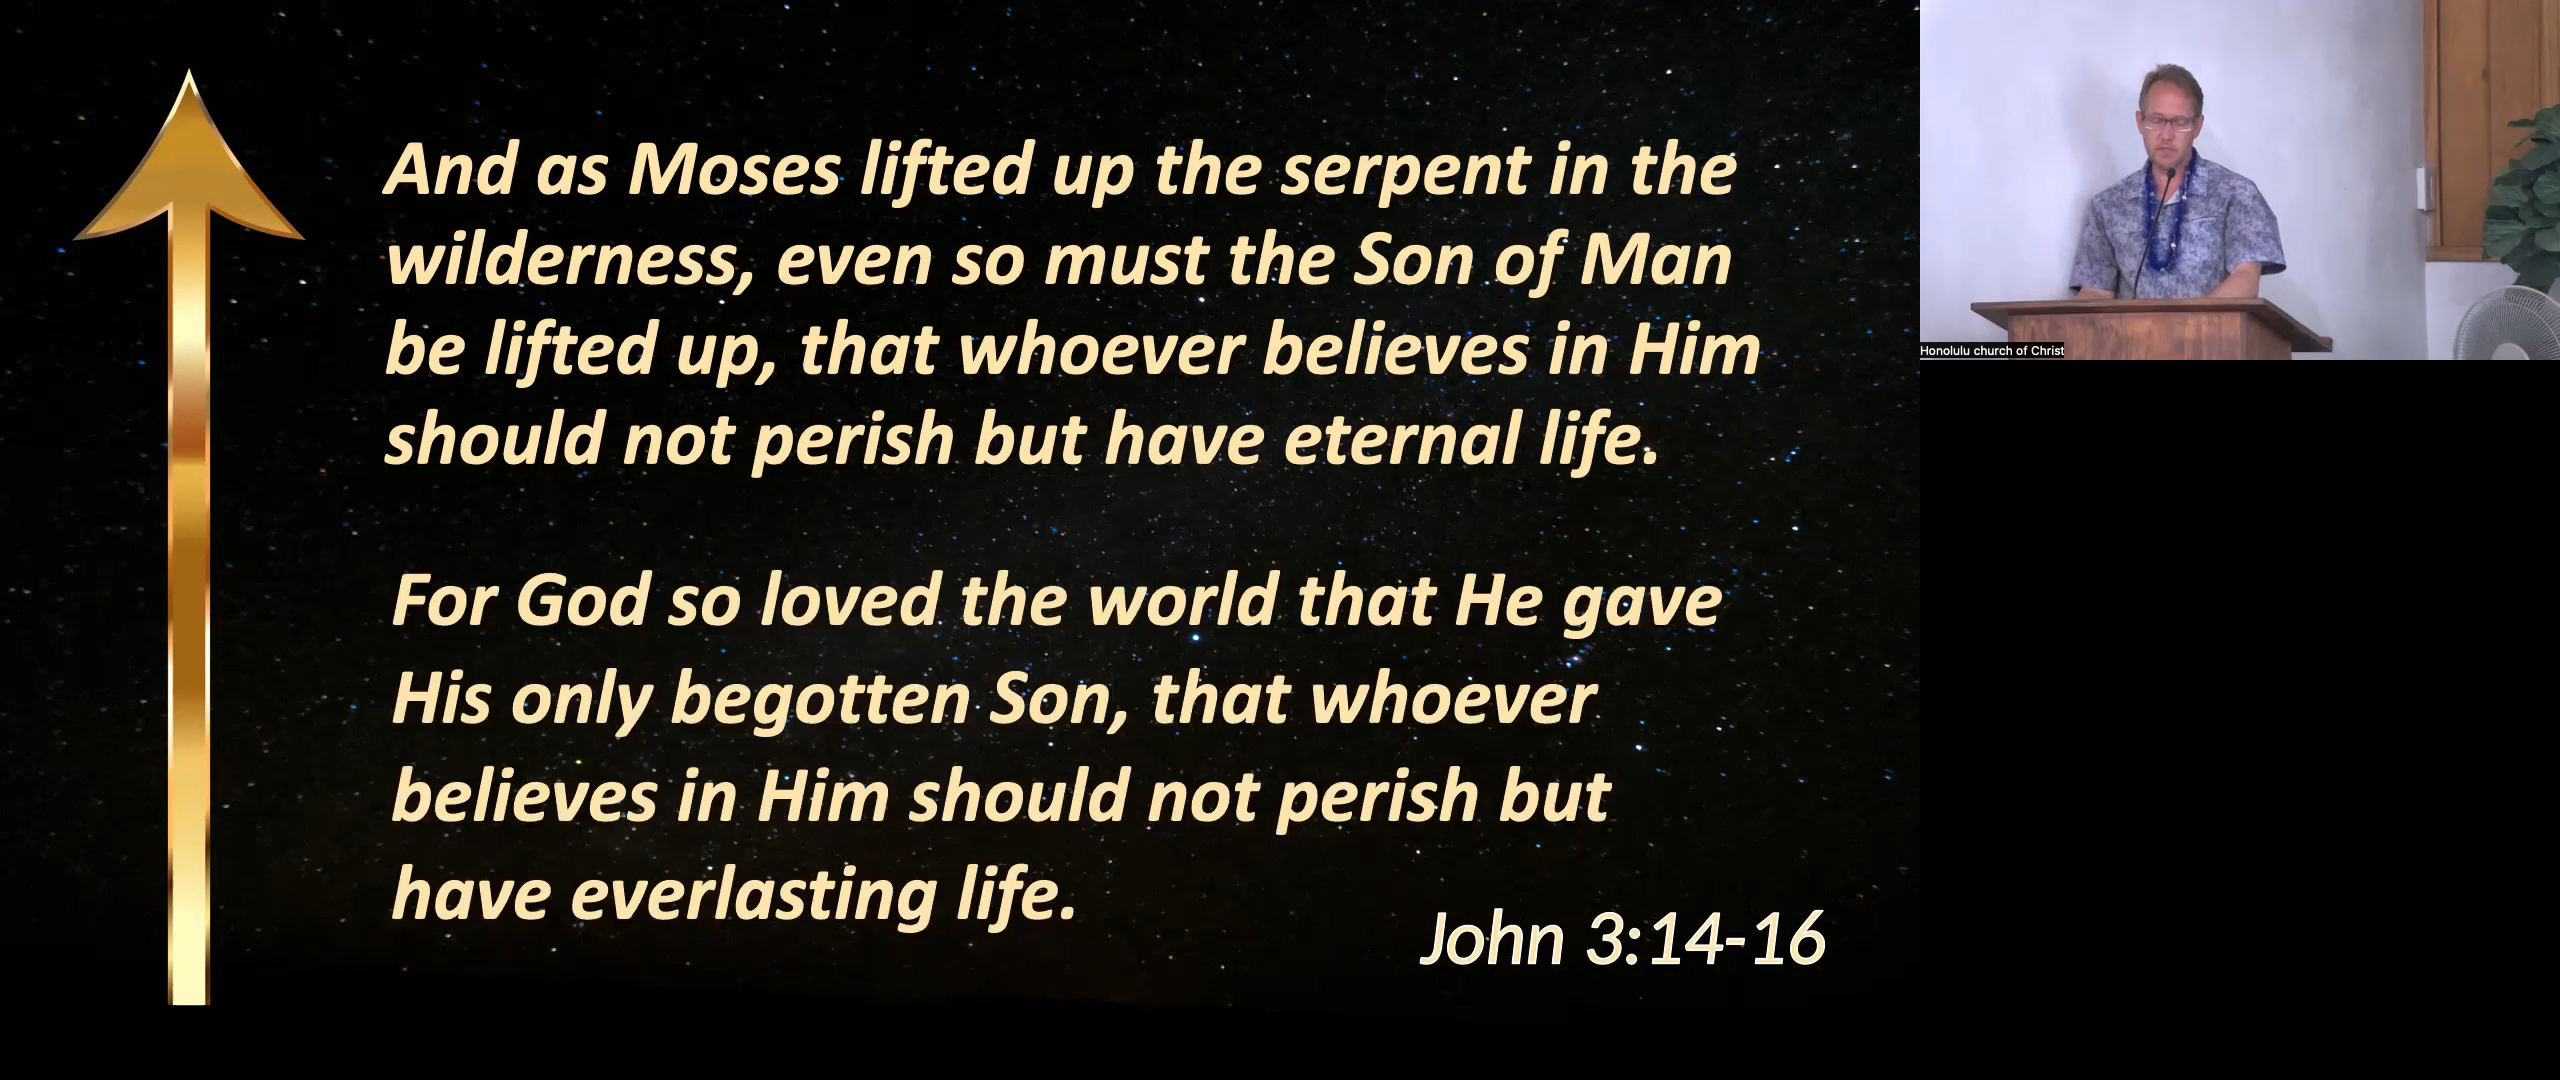 And as Moses lifted up the serpent in the
wilderness, even so must the Son of Man
be lifted up, that whoever believes in Him
should not perish but have eternal life.
For God so loved the world that He gave
His only begotten Son, that whoever
believes in Him should not perish but
have everlasting life.
John 3:14-16
Honolulu church of Christ